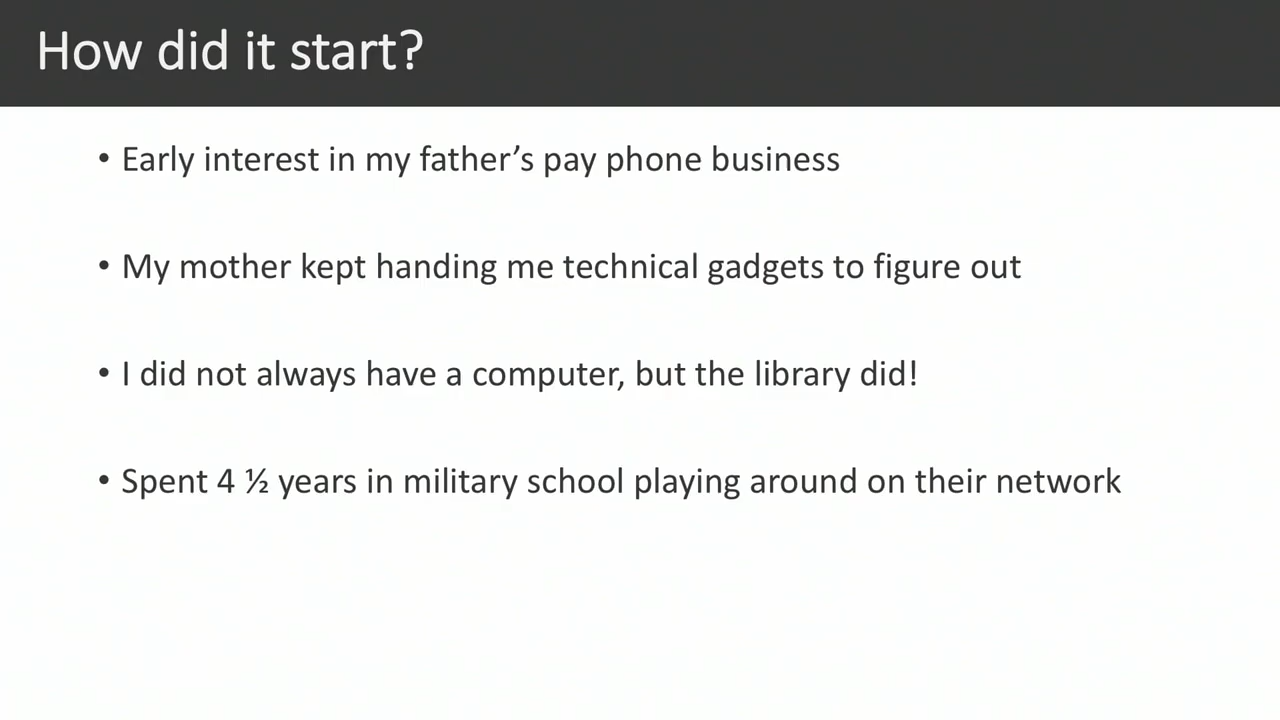 How did it start?
• Early interest in my father’s pay phone business
• My mother kept handing me technical gadgets to figure out
• I did not always have a computer, but the library did!
• Spent 4 ½ years in military school playing around on their network